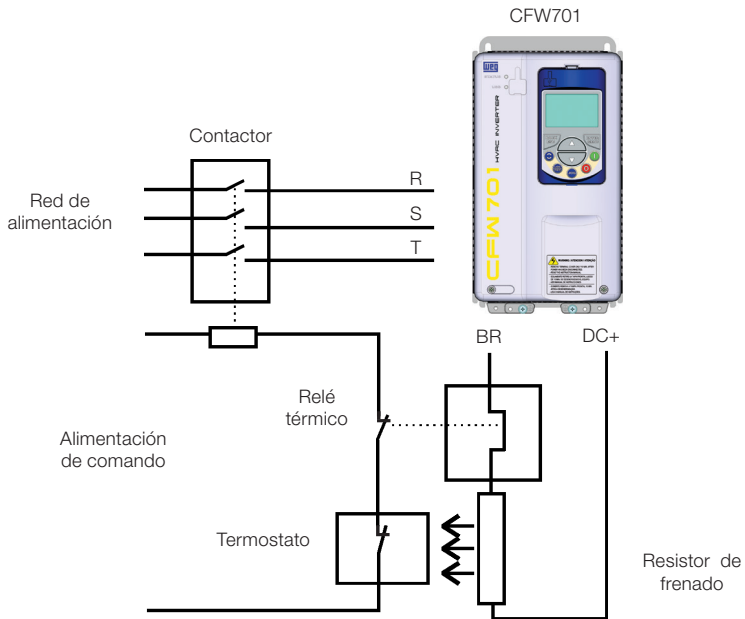 CFW701
WEG
Contactor
HVAC INVERTER
CFW701
R
Red de
alimentación
S
T
BR
DC+
Relé
térmico
Alimentación
de comando
Termostato
Resistor de
frenado